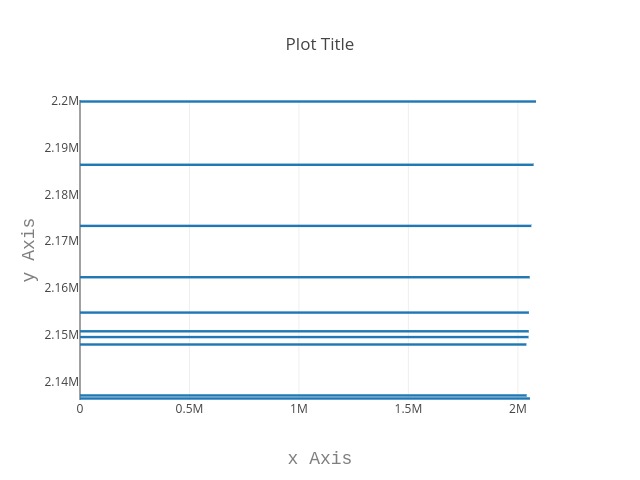 Plot Title
2.2M
2.19M
2.18M
2.17M
2.16M
2.15M
2.14M
y Axis
0 0.5M 1M 1.5M 2M
x Axis